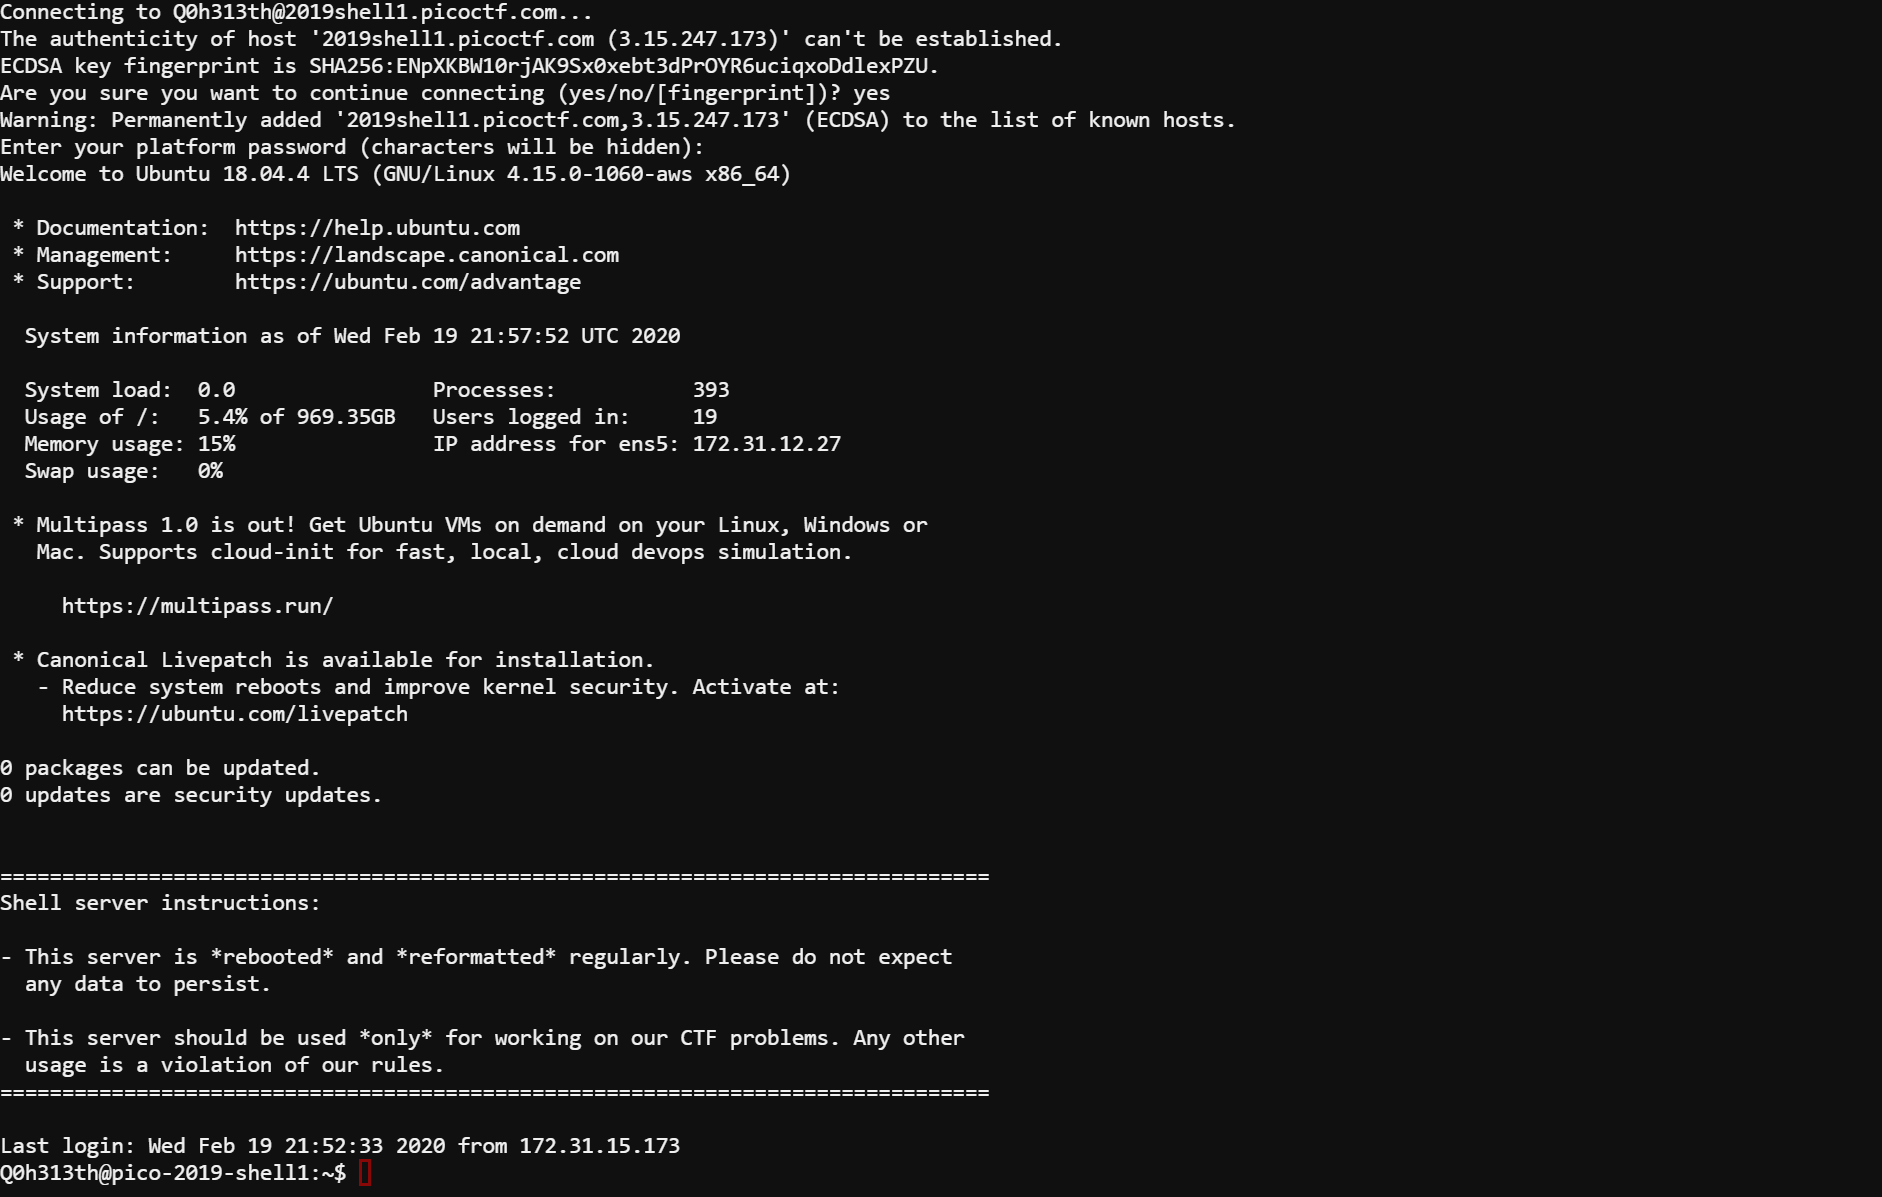 Connecting to Q0h313th@2019shell1.picoctf.com...
The authenticity of host '2019shell1.picoctf.com (3.15.247.173)' can't be established.
ECDSA key fingerprint is SHA256:ENpXKBW10rjAK9Sx0xebt3dPrOYR6uciqxoDdlexPZU.
Are you sure you want to continue connecting (yes/no/[fingerprint])? yes
Warning: Permanently added '2019shell1.picoctf.com,3.15.247.173' (ECDSA) to the list of known hosts.
Enter your platform password (characters will be hidden):
Welcome to Ubuntu 18.04.4 LTS (GNU/Linux 4.15.0-1060-aws x86_64)

 * Documentation:  https://help.ubuntu.com
 * Management:     https://landscape.canonical.com
 * Support:        https://ubuntu.com/advantage

  System information as of Wed Feb 19 21:57:52 UTC 2020

  System load:  0.0                Processes:           393
  Usage of /:   5.4% of 969.35GB   Users logged in:     19
  Memory usage: 15%                IP address for ens5: 172.31.12.27
  Swap usage:   0%

 * Multipass 1.0 is out! Get Ubuntu VMs on demand on your Linux, Windows or
   Mac. Supports cloud-init for fast, local, cloud devops simulation.

     https://multipass.run/

 * Canonical Livepatch is available for installation.
   - Reduce system reboots and improve kernel security. Activate at:
     https://ubuntu.com/livepatch

0 packages can be updated.
0 updates are security updates.

================================================================================
Shell server instructions:

- This server is *rebooted* and *reformatted* regularly. Please do not expect
  any data to persist.

- This server should be used *only* for working on our CTF problems. Any other
  usage is a violation of our rules.
================================================================================

Last login: Wed Feb 19 21:52:33 2020 from 172.31.15.173
Q0h313th@pico-2019-shell1:~$